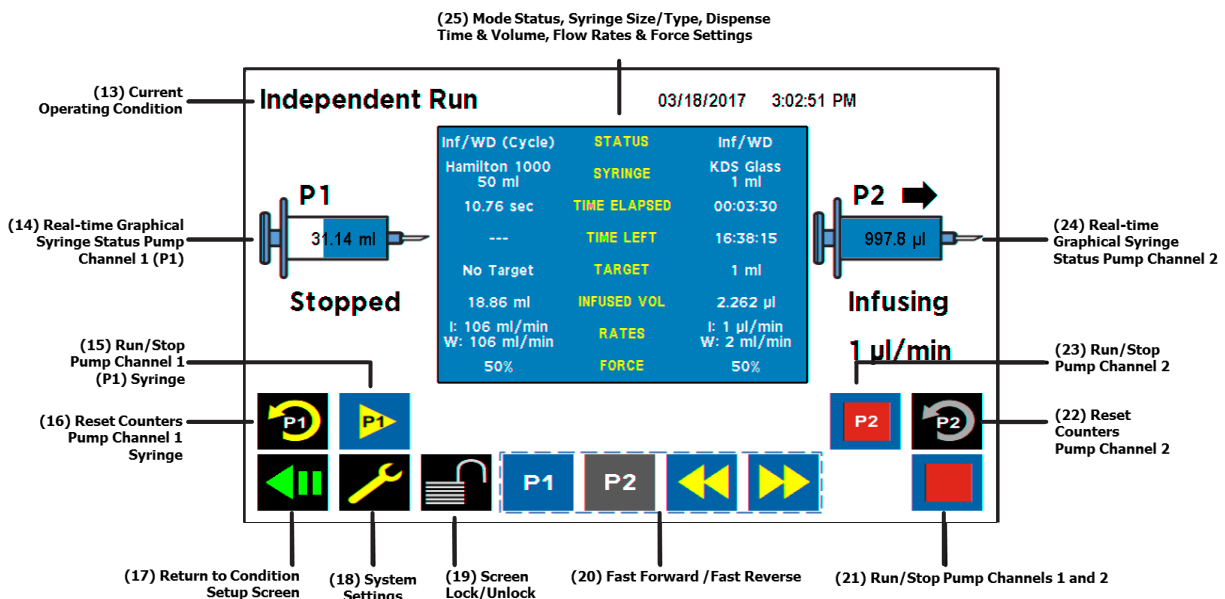 (25) Mode Status, Syringe Size/Type, Dispense
Time & Volume, Flow Rates & Force Settings
(13) Current
Operating Condition
Independent Run
03/18/2017 3:02:51 PM
Inf/WD (Cycle) STATUS Inf/WD
Hamilton 1000
50 ml
SYRINGE
KDS Glass
1 ml
10.76 sec TIME ELAPSED 00:03:30
--- TIME LEFT 16:38:15
No Target TARGET 1 ml
18.86 ml INFUSED VOL 2.262 µl
I: 106 ml/min
W: 106 ml/min
RATES
I: 1 µl/min
W: 2 ml/min
50% FORCE 50%
P1
31.14 ml
Stopped
P2
997.8 µl
Infusing
1 µl/min
(14) Real-time Graphical
Syringe Status Pump
Channel 1 (P1)
(24) Real-time
Graphical Syringe
Status Pump Channel 2
(15) Run/Stop
Pump Channel 1
(P1) Syringe
(23) Run/Stop
Pump Channel 2
(16) Reset Counters
Pump Channel 1
Syringe
(22) Reset
Counters
Pump Channel 2
P1
P1
P2
P2
P1
P2
(17) Return to Condition
Setup Screen
(18) System
Settings
(19) Screen
Lock/Unlock
(20) Fast Forward /Fast Reverse
(21) Run/Stop Pump Channels 1 and 2